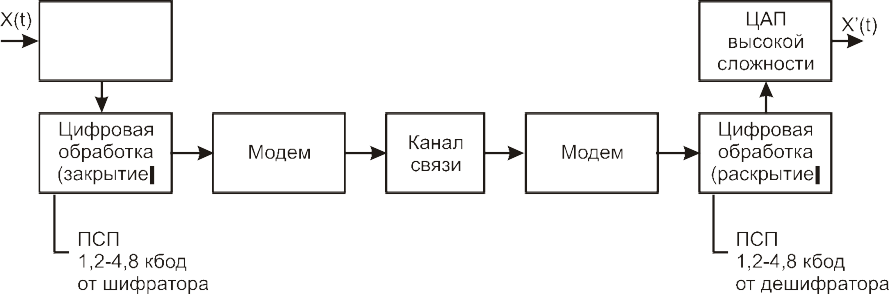 X(t)
ЦАП
высокой
сложности
X’(t)
Цифровая
обработка
(закрытие
Модем
Канал
связи
Модем
Цифровая
обработка
(раскрытие
ПСП
1,2-4,8 кбод
от шифратора
ПСП
1,2-4,8 кбод
от дешифратора